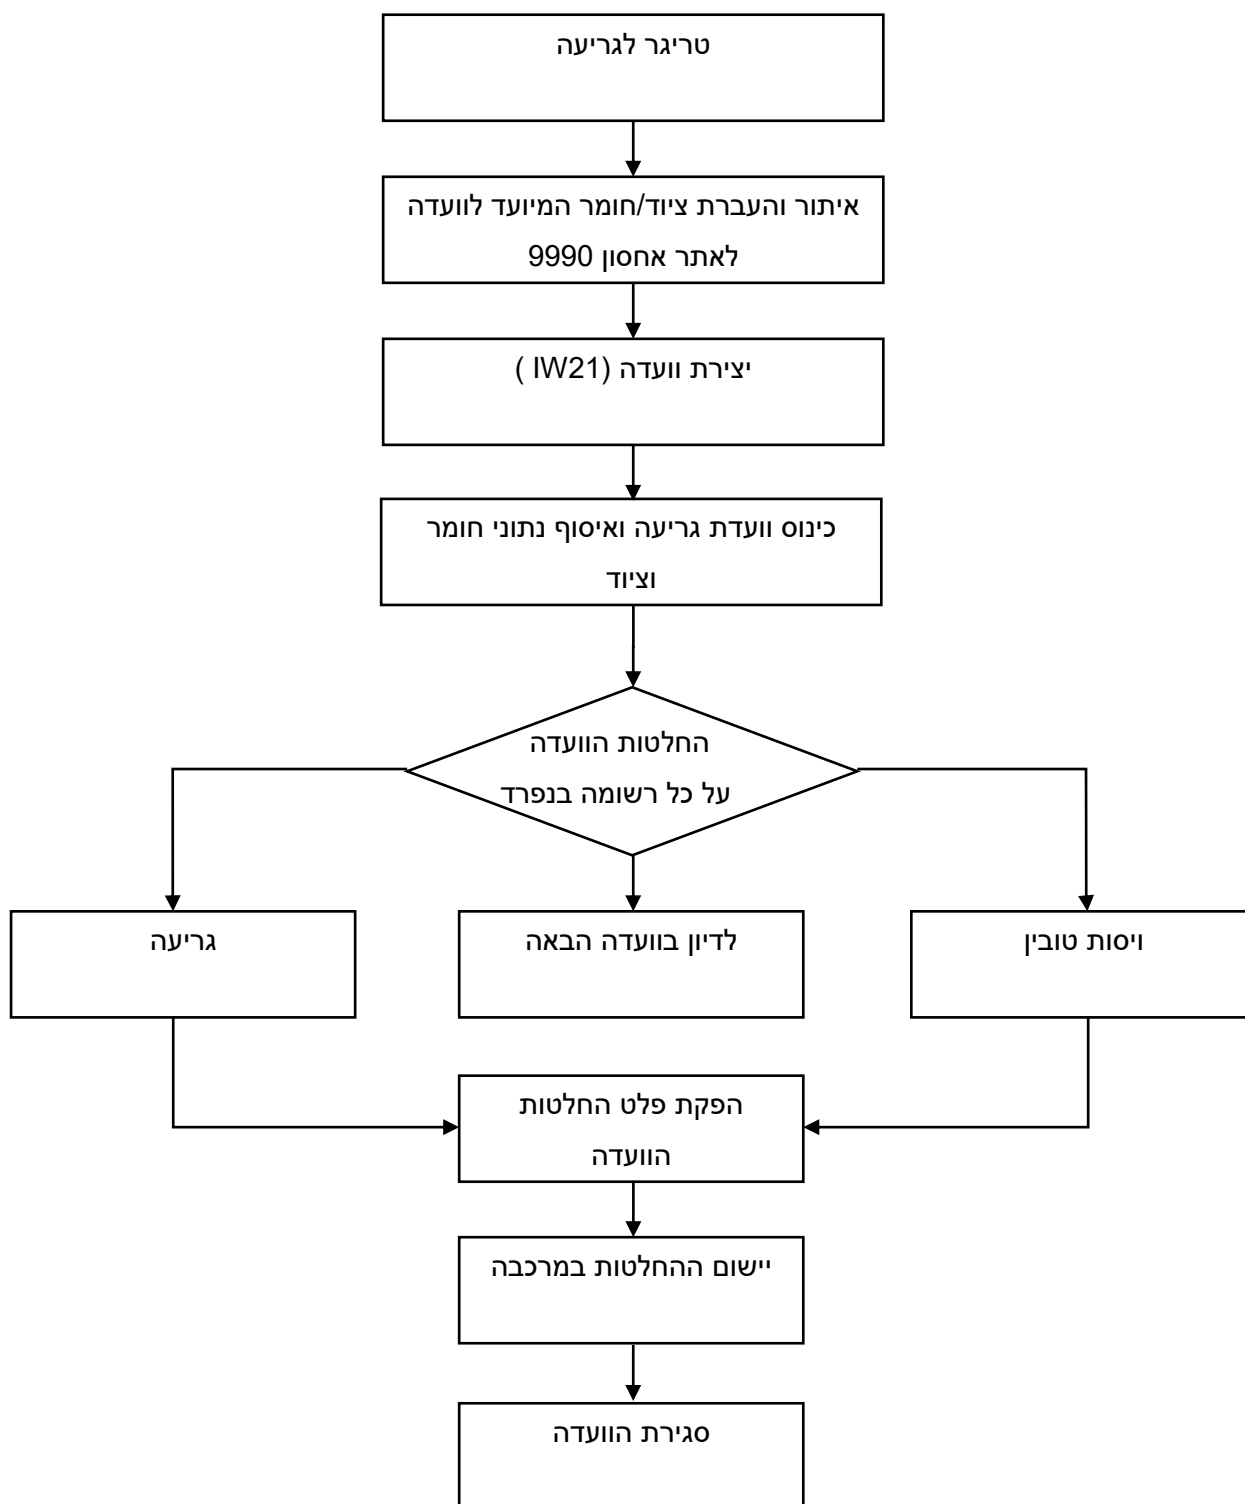 טריגר לגריעה
איתור והעברת ציוד/חומר המיועד לוועדה
לאתר אחסון 9990
יצירת וועדה (IW21 )
כינוס וועדת גריעה ואיסוף נתוני חומר
וציוד
החלטות הוועדה
על כל רשומה בנפרד
ויסות טובין
לדיון בוועדה הבאה
גריעה
הפקת פלט החלטות
הוועדה
יישום ההחלטות במרכבה
סגירת הוועדה